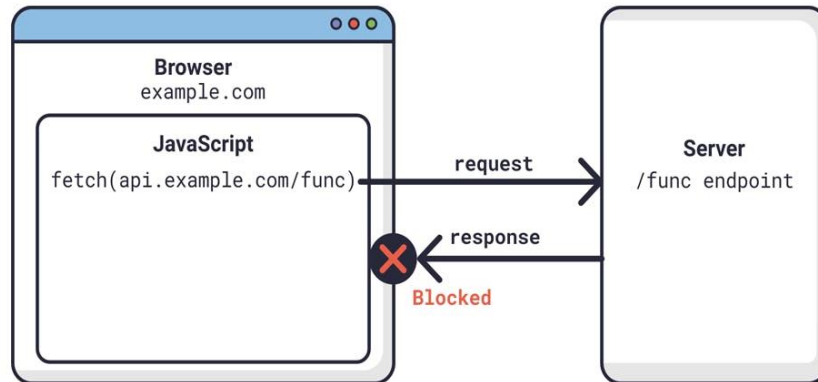 Browser
example.com
JavaScript
fetch(api.example.com/func)
request
Server
/func endpoint
response
Blocked